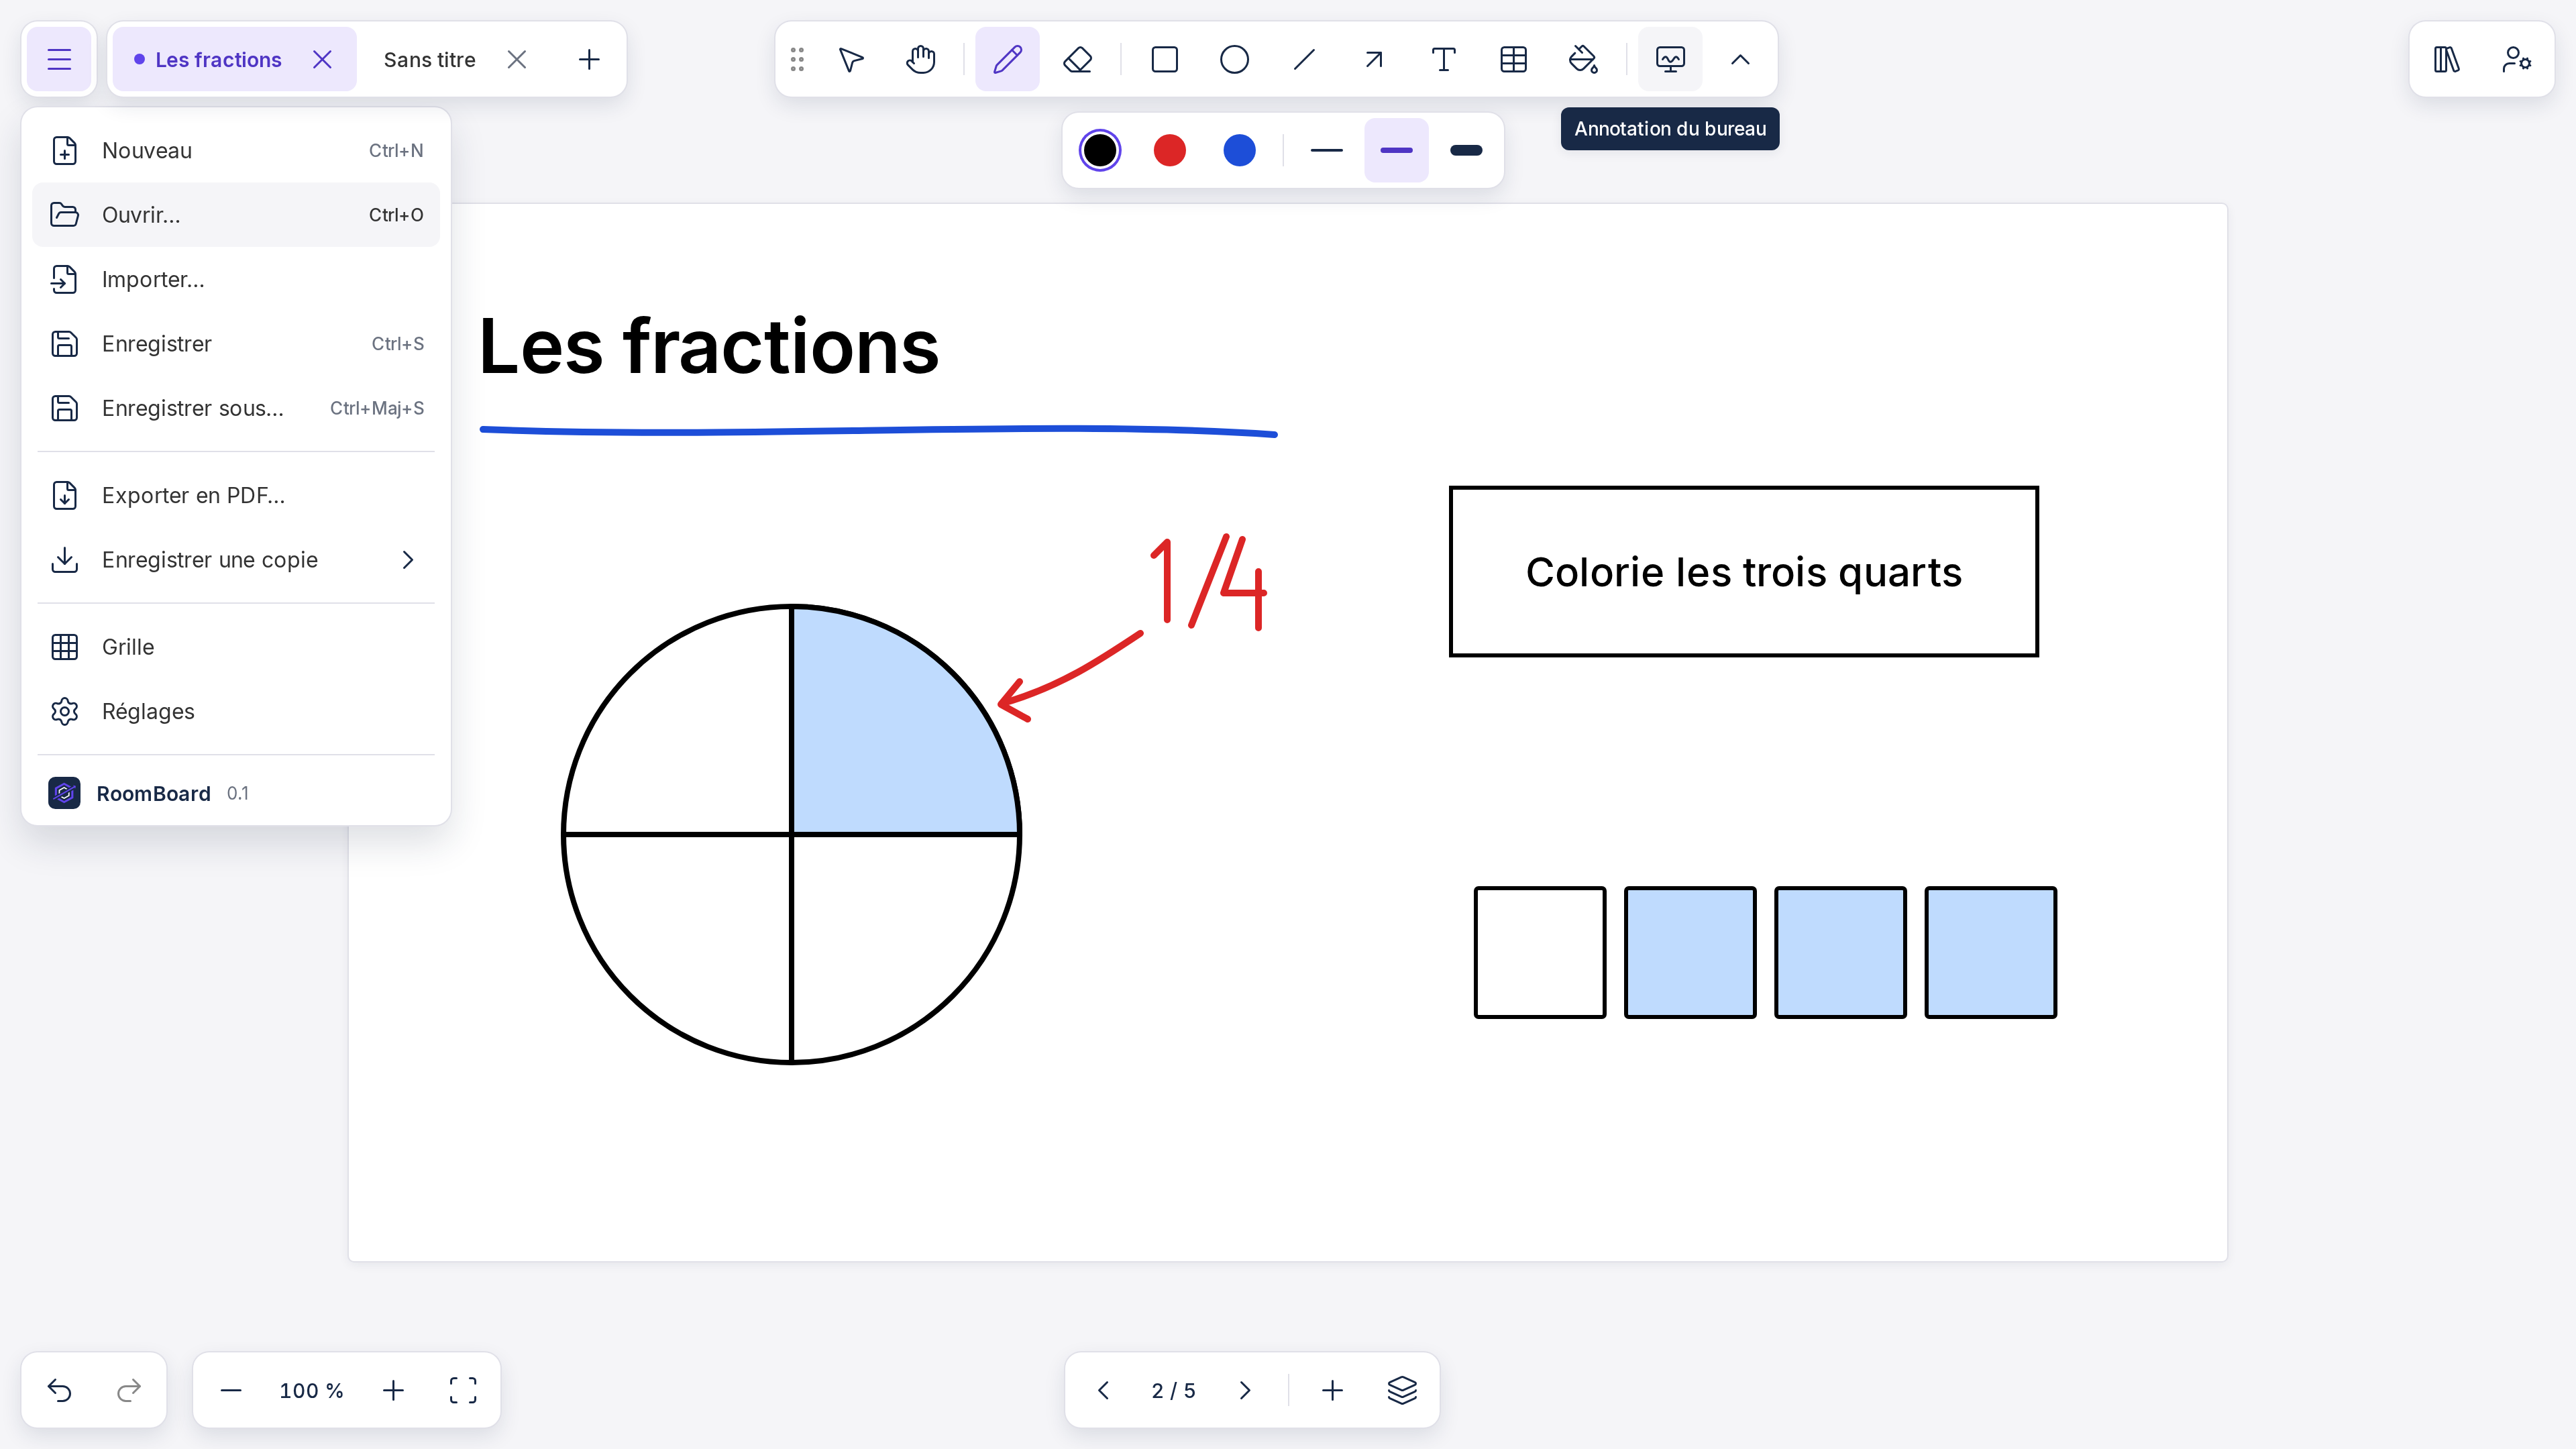 Les fractions
Sans titre
Annotation du bureau
Nouveau Ctrl+N
Ouvrir... Ctrl+O
Importer...
Enregistrer Ctrl+S
Enregistrer sous... Ctrl+Maj+S
Exporter en PDF...
Enregistrer une copie
Grille
Réglages
RoomBoard 0.1
Les fractions
1/4
Colorie les trois quarts
100 %
2 / 5